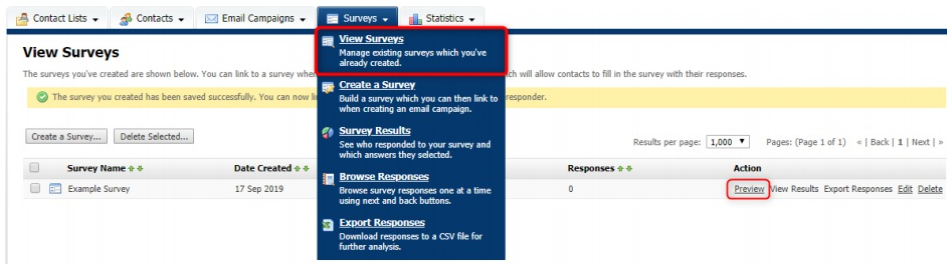 Contact Lists
Contacts
Email Campaigns
Surveys
Statistics
View Surveys
Manage existing surveys which you've
already created.
Create a Survey
Build a survey which you can then link to
when creating an email campaign.
Survey Results
See who responded to your survey and
which answers they selected.
Browse Responses
Browse survey responses one at a time
using next and back buttons.
Export Responses
Download responses to a CSV file for
further analysis.
View Surveys
The surveys you've created are shown below. You can link to a survey when
ch will allow contacts to fill in the survey with their responses.
The survey you created has been saved successfully. You can now li
responder.
Create a Survey... Delete Selected...
Results per page: 1,000 Pages: (Page 1 of 1) « | Back | 1 | Next | »
Survey Name Date Created Responses Action
Example Survey 17 Sep 2019 0 Preview View Results Export Responses Edit Delete